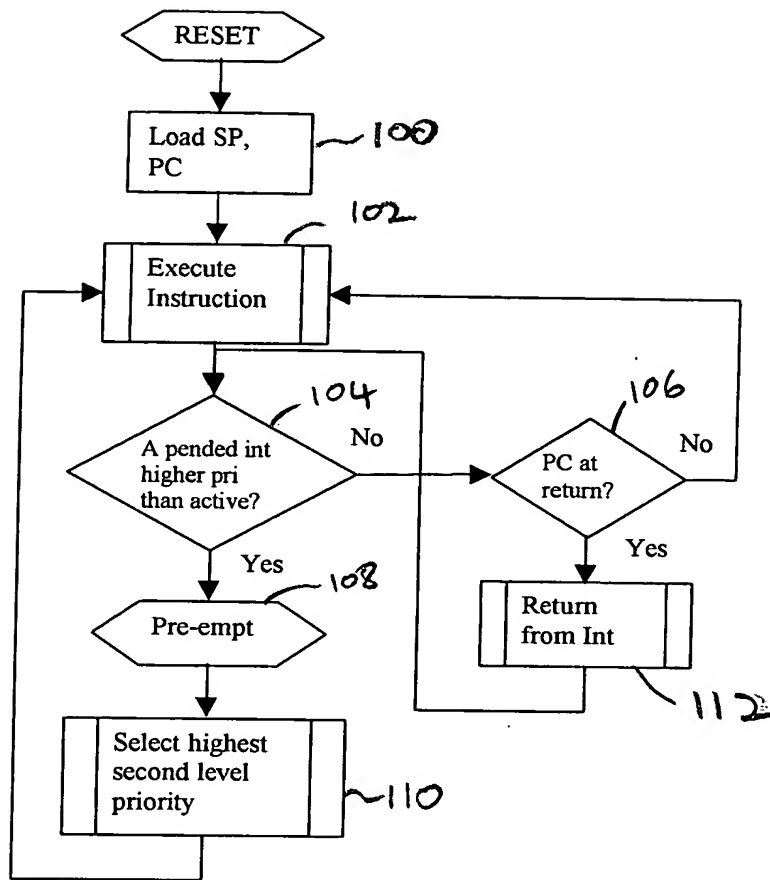 RESET
Load SP,
PC
100
102
Execute
Instruction
104
A pended int
higher pri
than active?
No
106
PC at
return?
No
Yes
Yes
108
Pre-empt
Return
from Int
112
Select highest
second level
priority
110